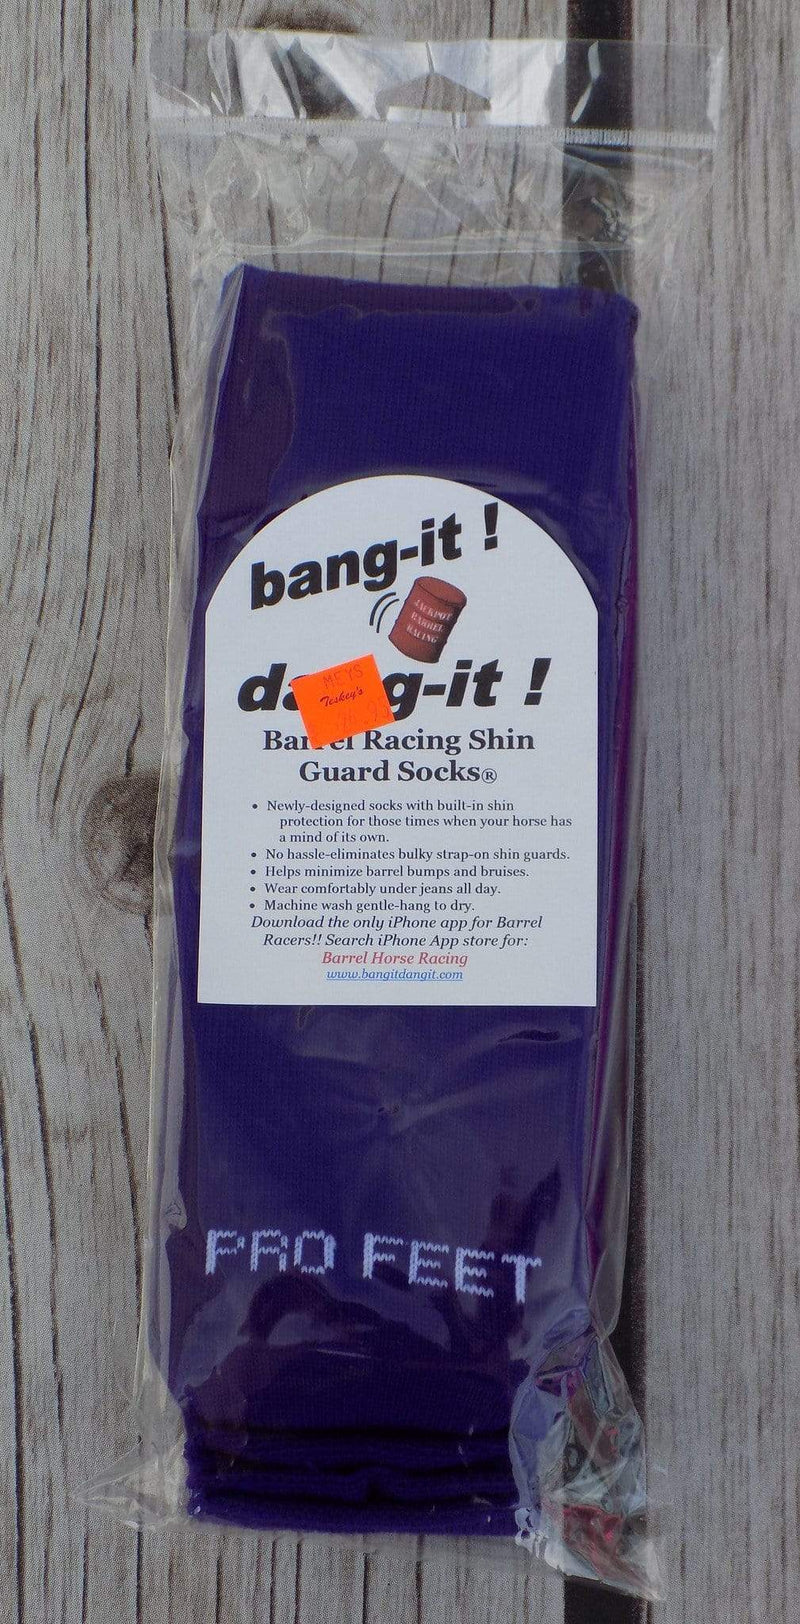 bang-it !
JACKPOT
BARREL
RACING
MEYS
Teskey's
g-it !
Racing Shin
Guard Socks®
• Newly-designed socks with built-in shin
protection for those times when your horse has
a mind of its own.
• No hassle-eliminates bulky strap-on shin guards.
• Helps minimize barrel bumps and bruises.
• Wear comfortably under jeans all day.
• Machine wash gentle-hang to dry.
Download the only iPhone app for Barrel
Racers!! Search iPhone App store for:
Barrel Horse Racing
www.bangitdangit.com
PRO FEET